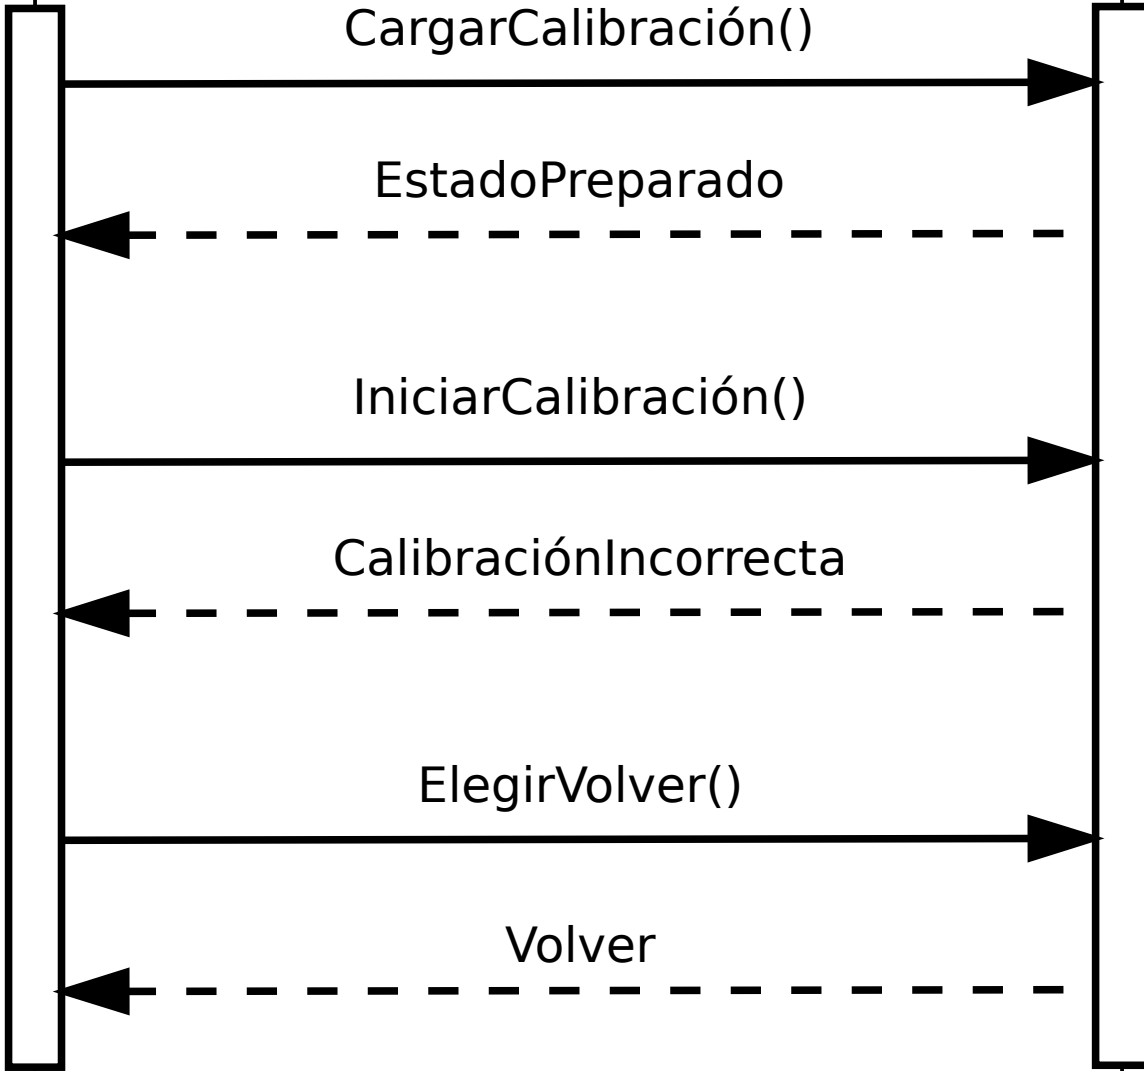 CargarCalibración()
EstadoPreparado
IniciarCalibración()
CalibraciónIncorrecta
ElegirVolver()
Volver